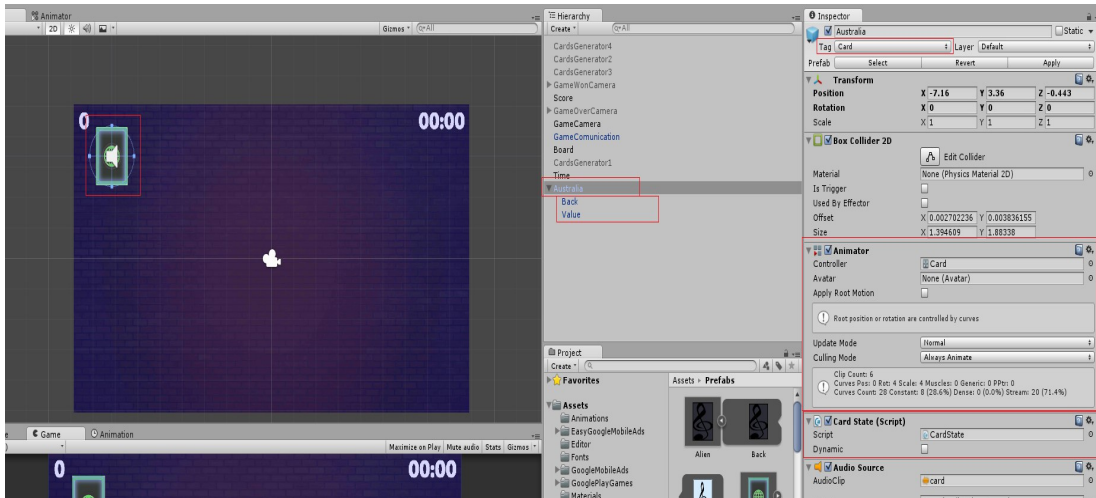 Animator
2D
Gizmos
Q▾All
0
00:00
Game
Animation
Maximize on Play
Mute audio
Stats
Gizmos
0
00:00
Hierarchy
Create
Q▾All
CardsGenerator4
CardsGenerator2
CardsGenerator3
GameWonCamera
Score
GameOverCamera
GameCamera
GameComunication
Board
CardsGenerator1
Time
Australia
Back
Value
Project
Create
Favorites
Assets
Animations
EasyGoogleMobileAds
Editor
Fonts
GoogleMobileAds
GooglePlayGames
Materials
Assets ▸ Prefabs
Alien
Back
Inspector
Australia
Static
Tag Card
Layer Default
Prefab
Select
Revert
Apply
Transform
Position X -7.16 Y 3.36 Z -0.443
Rotation X 0 Y 0 Z 0
Scale X 1 Y 1 Z 1
Box Collider 2D
Edit Collider
Material None (Physics Material 2D)
Is Trigger
Used By Effector
Offset X 0.002702236 Y 0.003836155
Size X 1.394609 Y 1.88338
Animator
Controller Card
Avatar None (Avatar)
Apply Root Motion
Root position or rotation are controlled by curves
Update Mode Normal
Culling Mode Always Animate
Clip Count: 6
Curves Pos: 0 Rot: 4 Scale: 4 Muscles: 0 Generic: 0 PPtr: 0
Curves Count: 28 Constant: 8 (28.6%) Dense: 0 (0.0%) Stream: 20 (71.4%)
Card State (Script)
Script CardState
Dynamic
Audio Source
AudioClip card